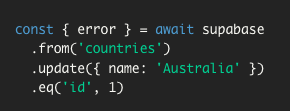 const { error } = await supabase
  .from('countries')
  .update({ name: 'Australia' })
  .eq('id', 1)